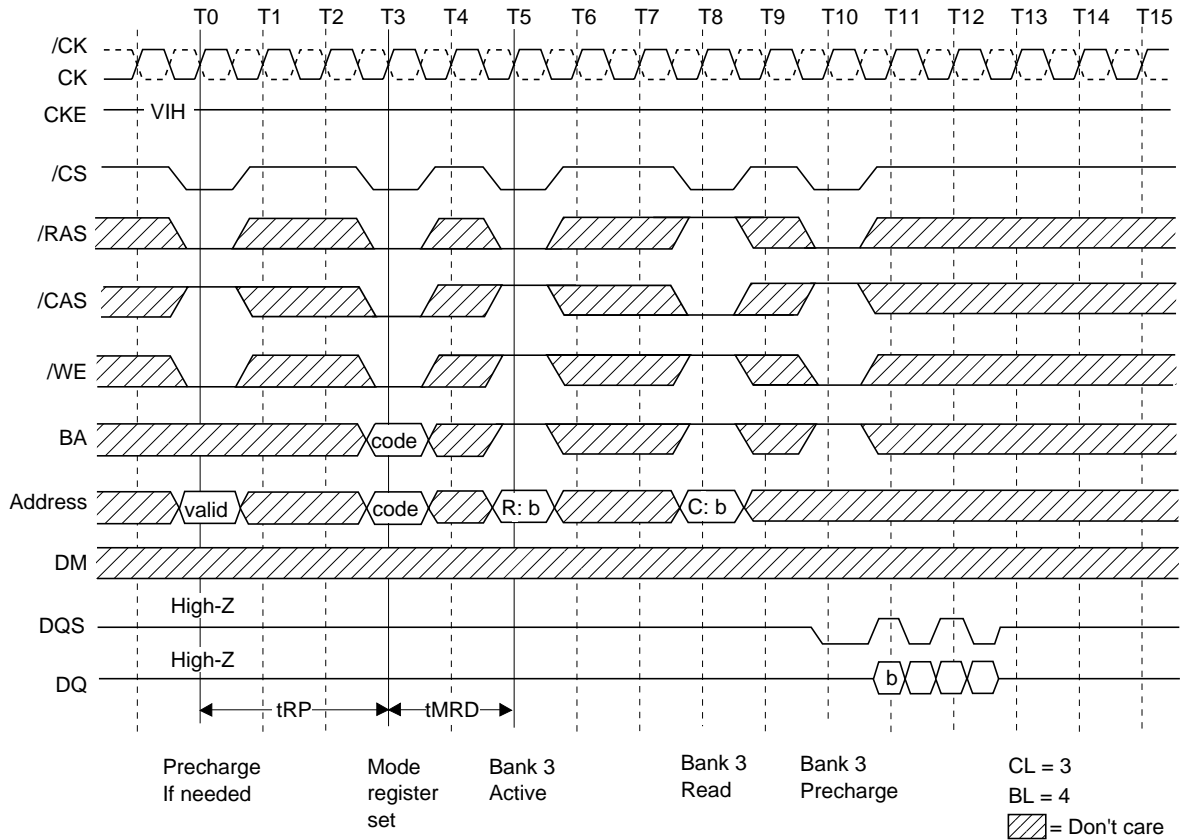 T0 T1 T2 T3 T4 T5 T6 T7 T8 T9 T10 T11 T12 T13 T14 T15
/CK
CK
CKE VIH
/CS
/RAS
/CAS
/WE
BA code
Address valid code R: b C: b
DM
High-Z
DQS
High-Z
DQ b
tRP tMRD
Precharge
If needed
Mode
register
set
Bank 3
Active
Bank 3
Read
Bank 3
Precharge
CL = 3
BL = 4
= Don't care